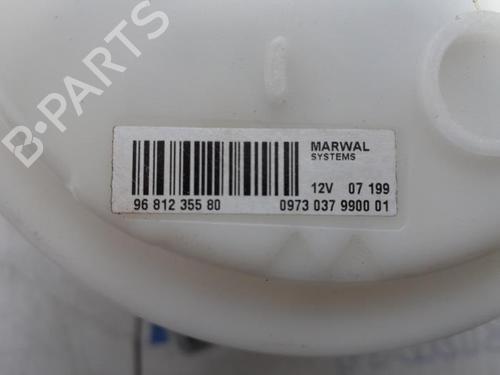 B-PARTS
MARWAL
SYSTEMS
12V 07 199
96 812 355 80 0973 037 9900 01